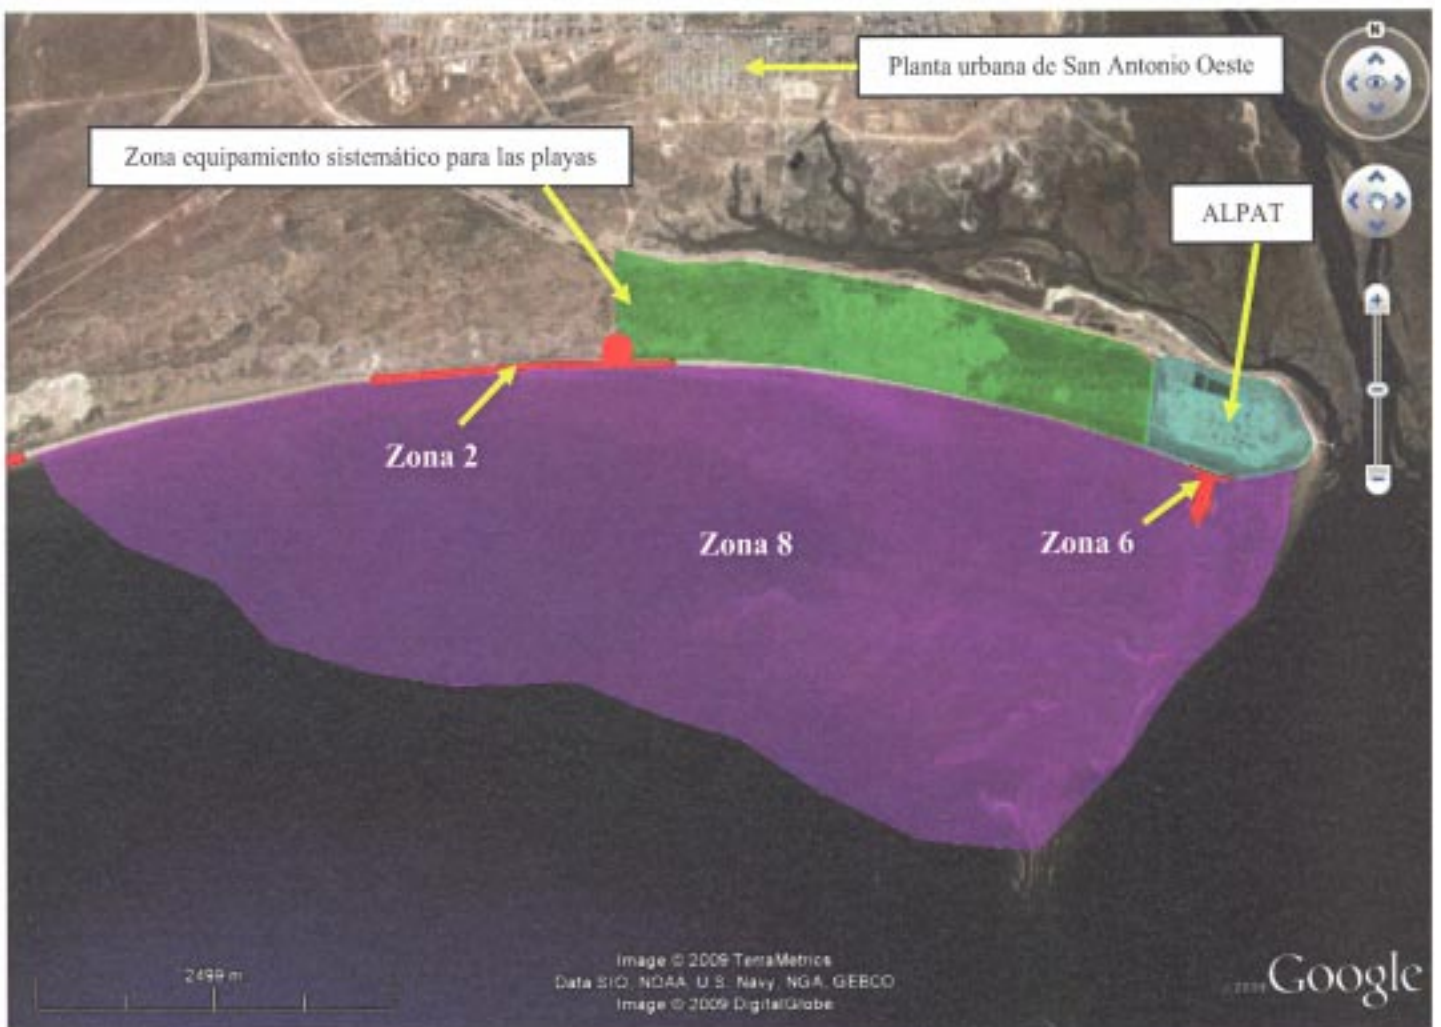 N
Planta urbana de San Antonio Oeste
Zona equipamiento sistemático para las playas
ALPAT
Zona 2
Zona 8
Zona 6
2499 m
Image © 2009 TerraMetrics
Data SIO, NOAA, U.S. Navy, NGA, GEBCO
Image © 2009 DigitalGlobe
Google